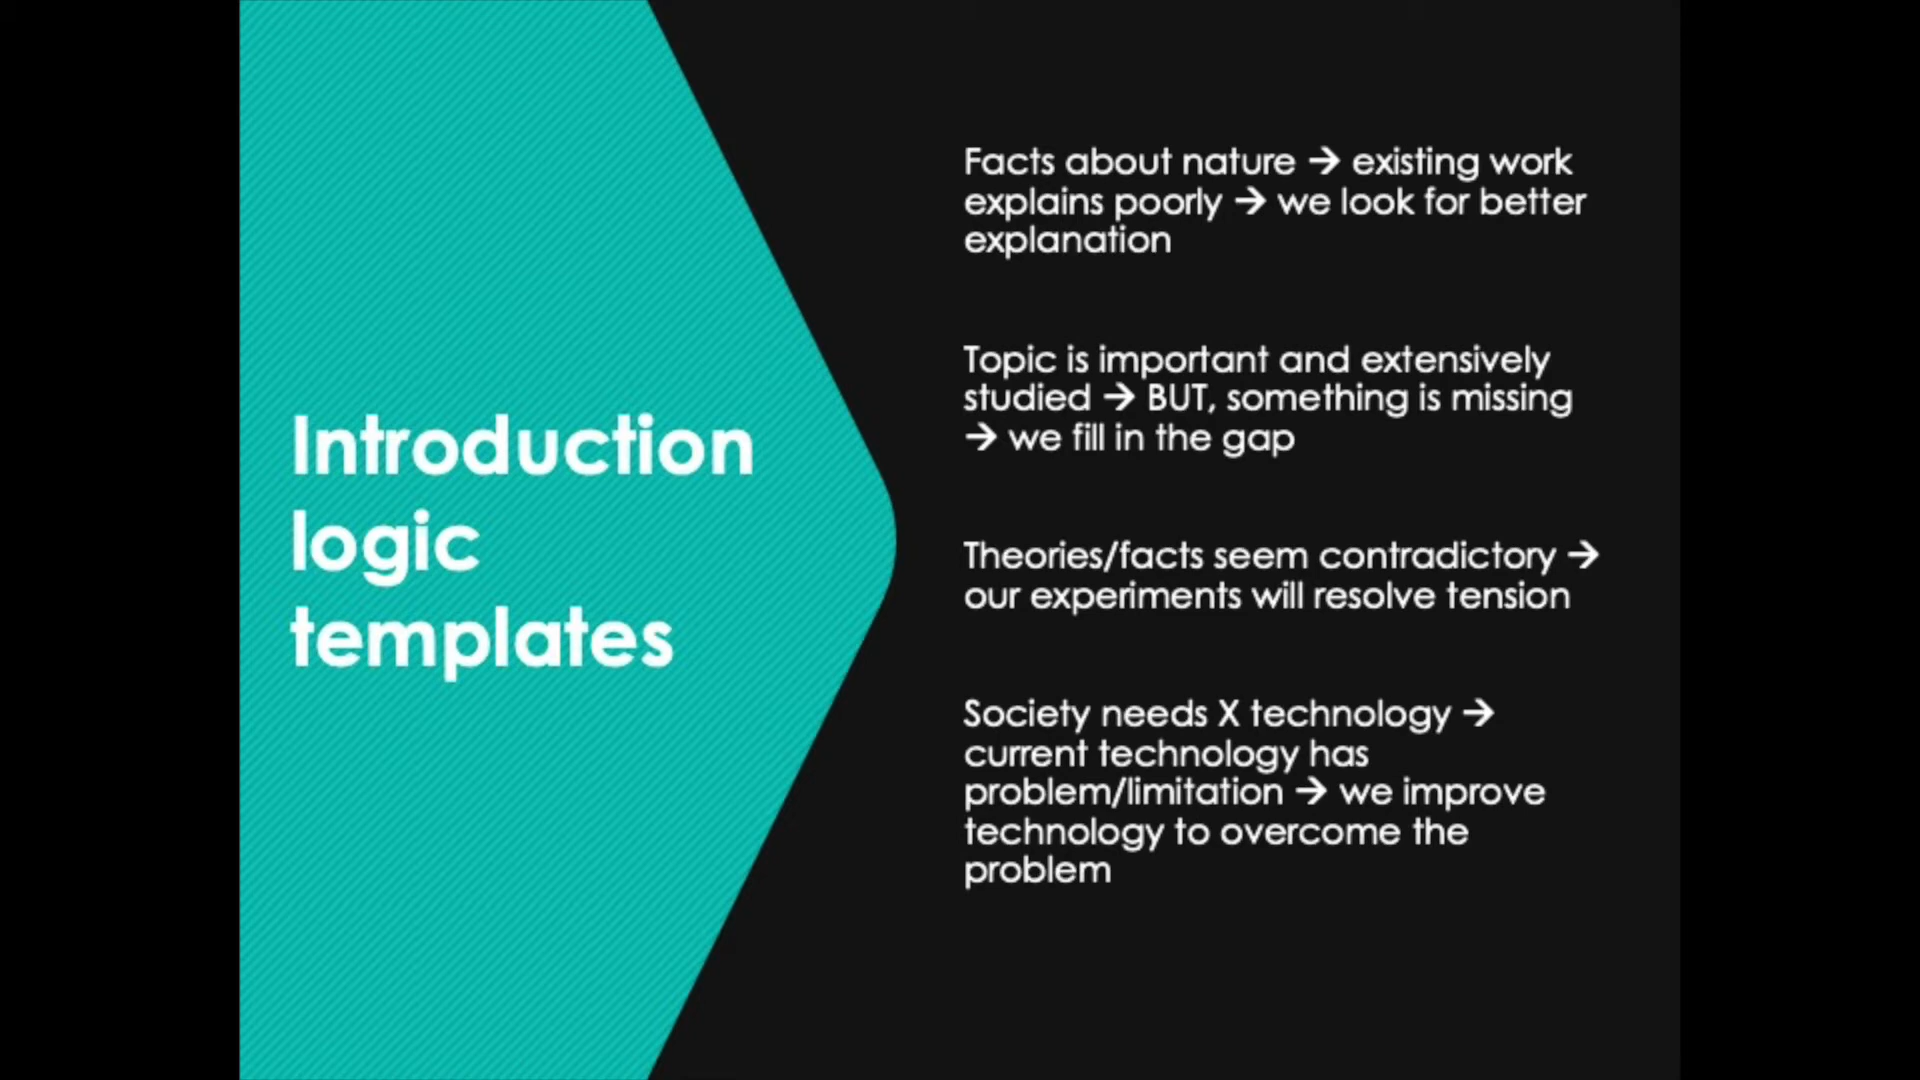 Introduction
logic
templates
Facts about nature → existing work
explains poorly → we look for better
explanation
Topic is important and extensively
studied → BUT, something is missing
→ we fill in the gap
Theories/facts seem contradictory →
our experiments will resolve tension
Society needs X technology →
current technology has
problem/limitation → we improve
technology to overcome the
problem